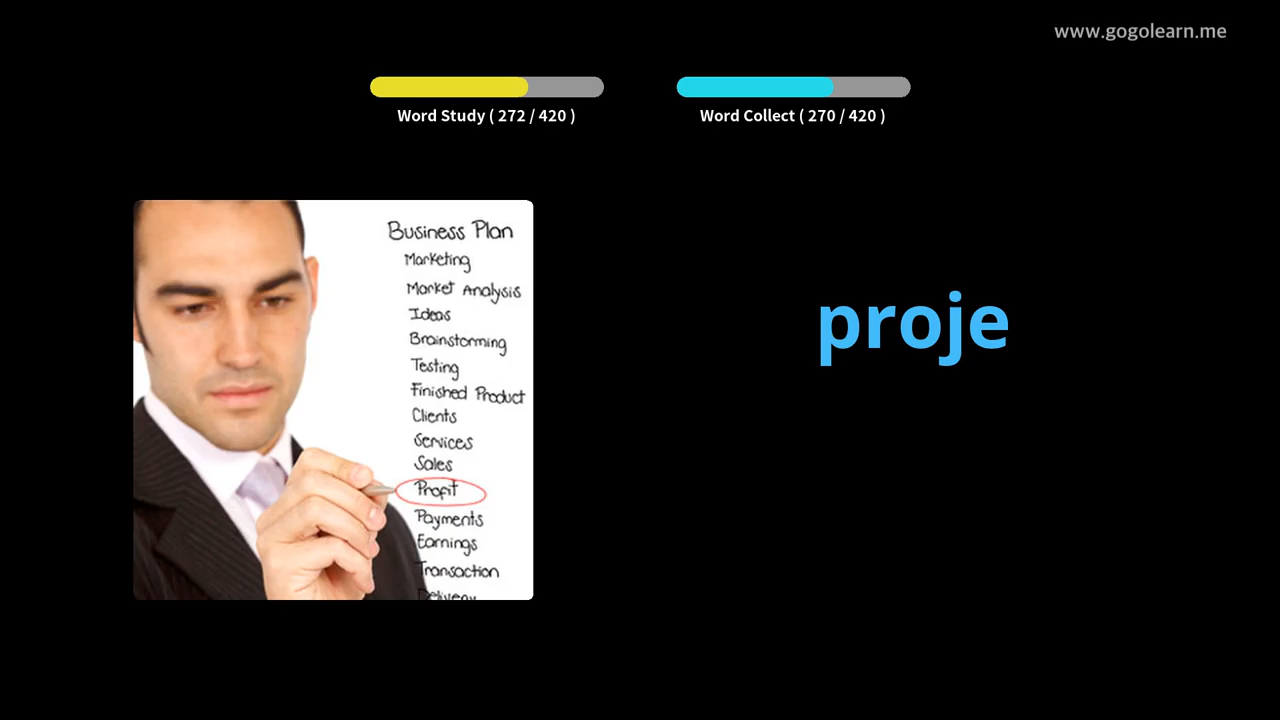 www.gogolearn.me
Word Study ( 272 / 420 )
Word Collect ( 270 / 420 )
Business Plan
Marketing
Market Analysis
Ideas
Brainstorming
Testing
Finished Product
Clients
Services
Sales
Profit
Payments
Earnings
Transaction
Delivery
proje